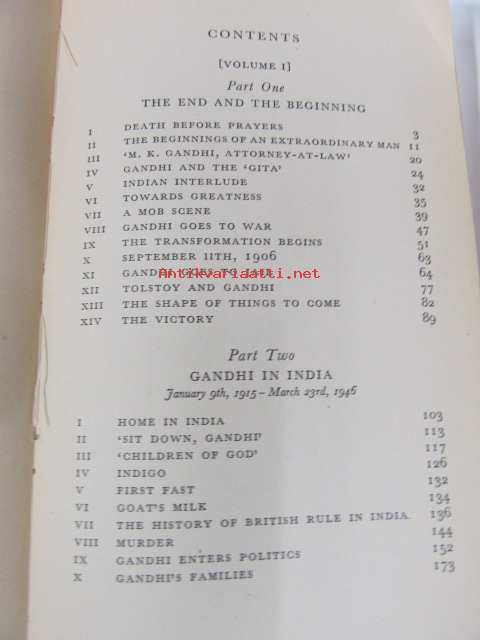 CONTENTS
[VOLUME I]
Part One
THE END AND THE BEGINNING
I DEATH BEFORE PRAYERS 3
II THE BEGINNINGS OF AN EXTRAORDINARY MAN 11
III 'M. K. GANDHI, ATTORNEY-AT-LAW' 20
IV GANDHI AND THE 'GITA' 24
V INDIAN INTERLUDE 32
VI TOWARDS GREATNESS 35
VII A MOB SCENE 39
VIII GANDHI GOES TO WAR 47
IX THE TRANSFORMATION BEGINS 51
X SEPTEMBER 11TH, 1906 63
XI GANDHI GOES TO JAIL 64
Antikvariaatti.net
XII TOLSTOY AND GANDHI 77
XIII THE SHAPE OF THINGS TO COME 82
XIV THE VICTORY 89
Part Two
GANDHI IN INDIA
January 9th, 1915 – March 23rd, 1946
I HOME IN INDIA 103
II 'SIT DOWN, GANDHI' 113
III 'CHILDREN OF GOD' 117
IV INDIGO 126
V FIRST FAST 132
VI GOAT'S MILK 134
VII THE HISTORY OF BRITISH RULE IN INDIA 136
VIII MURDER 144
IX GANDHI ENTERS POLITICS 152
X GANDHI'S FAMILIES 173